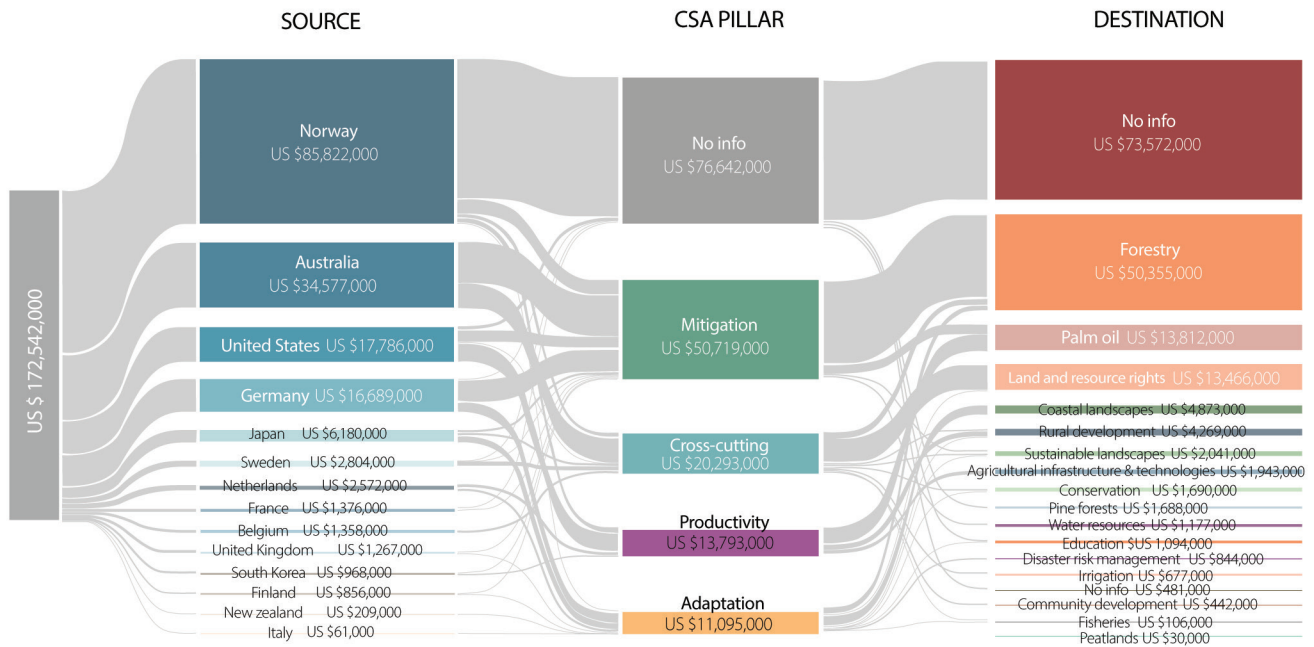 SOURCE
CSA PILLAR
DESTINATION
US $ 172,542,000
Norway
US $85,822,000
Australia
US $34,577,000
United States US $17,786,000
Germany US $16,689,000
Japan US $6,180,000
Sweden US $2,804,000
Netherlands US $2,572,000
France US $1,376,000
Belgium US $1,358,000
United Kingdom US $1,267,000
South Korea US $968,000
Finland US $856,000
New zealand US $209,000
Italy US $61,000
No info
US $76,642,000
Mitigation
US $50,719,000
Cross-cutting
US $20,293,000
Productivity
US $13,793,000
Adaptation
US $11,095,000
No info
US $73,572,000
Forestry
US $50,355,000
Palm oil US $13,812,000
Land and resource rights US $13,466,000
Coastal landscapes US $4,873,000
Rural development US $4,269,000
Sustainable landscapes US $2,041,000
Agricultural infrastructure & technologies US $1,943,000
Conservation US $1,690,000
Pine forests US $1,688,000
Water resources US $1,177,000
Education $US 1,094,000
Disaster risk management US $844,000
Irrigation US $677,000
No info US $481,000
Community development US $442,000
Fisheries US $106,000
Peatlands US $30,000